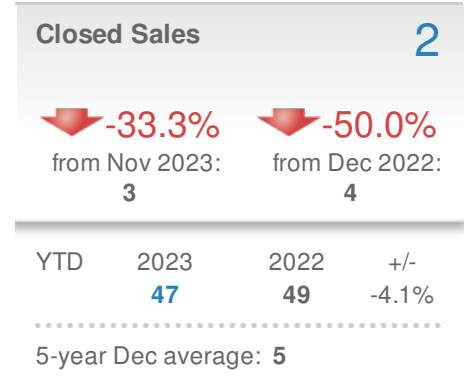 Closed Sales 2
-33.3% -50.0%
from Nov 2023: from Dec 2022:
3 4
YTD 2023 2022 +/-
47 49 -4.1%
5-year Dec average: 5